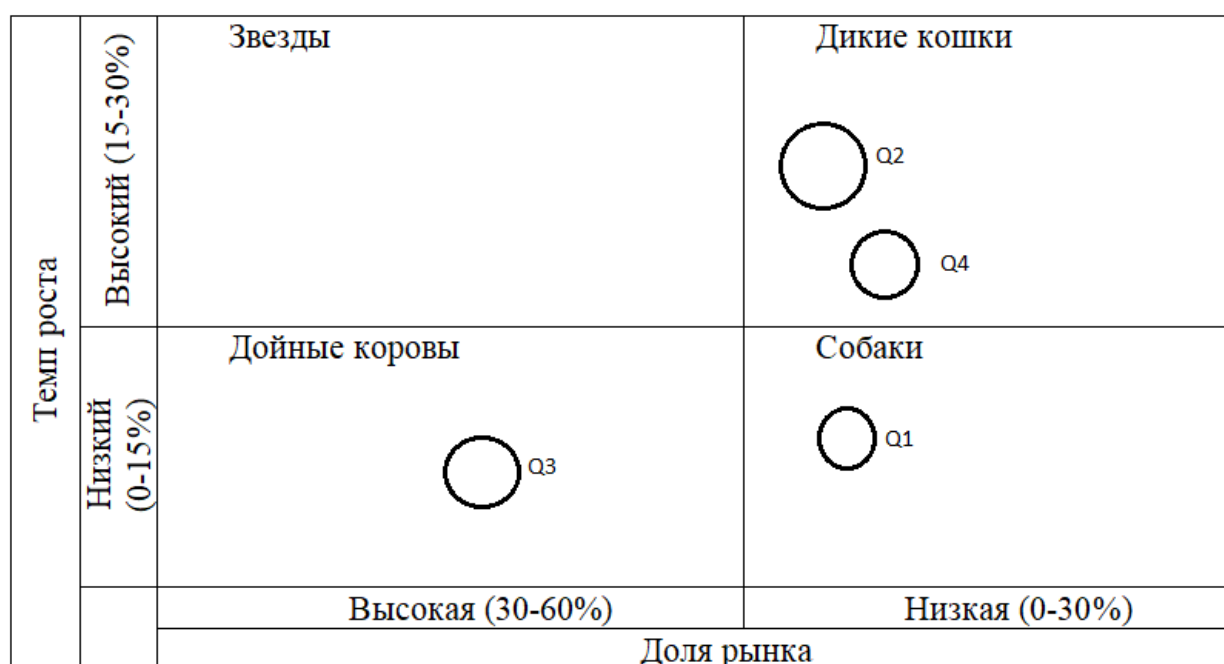 Темп роста
Высокий (15-30%)
Звезды
Дикие кошки
Q2
Q4
Низкий
(0-15%)
Дойные коровы
Собаки
Q3
Q1
Высокая (30-60%)
Низкая (0-30%)
Доля рынка